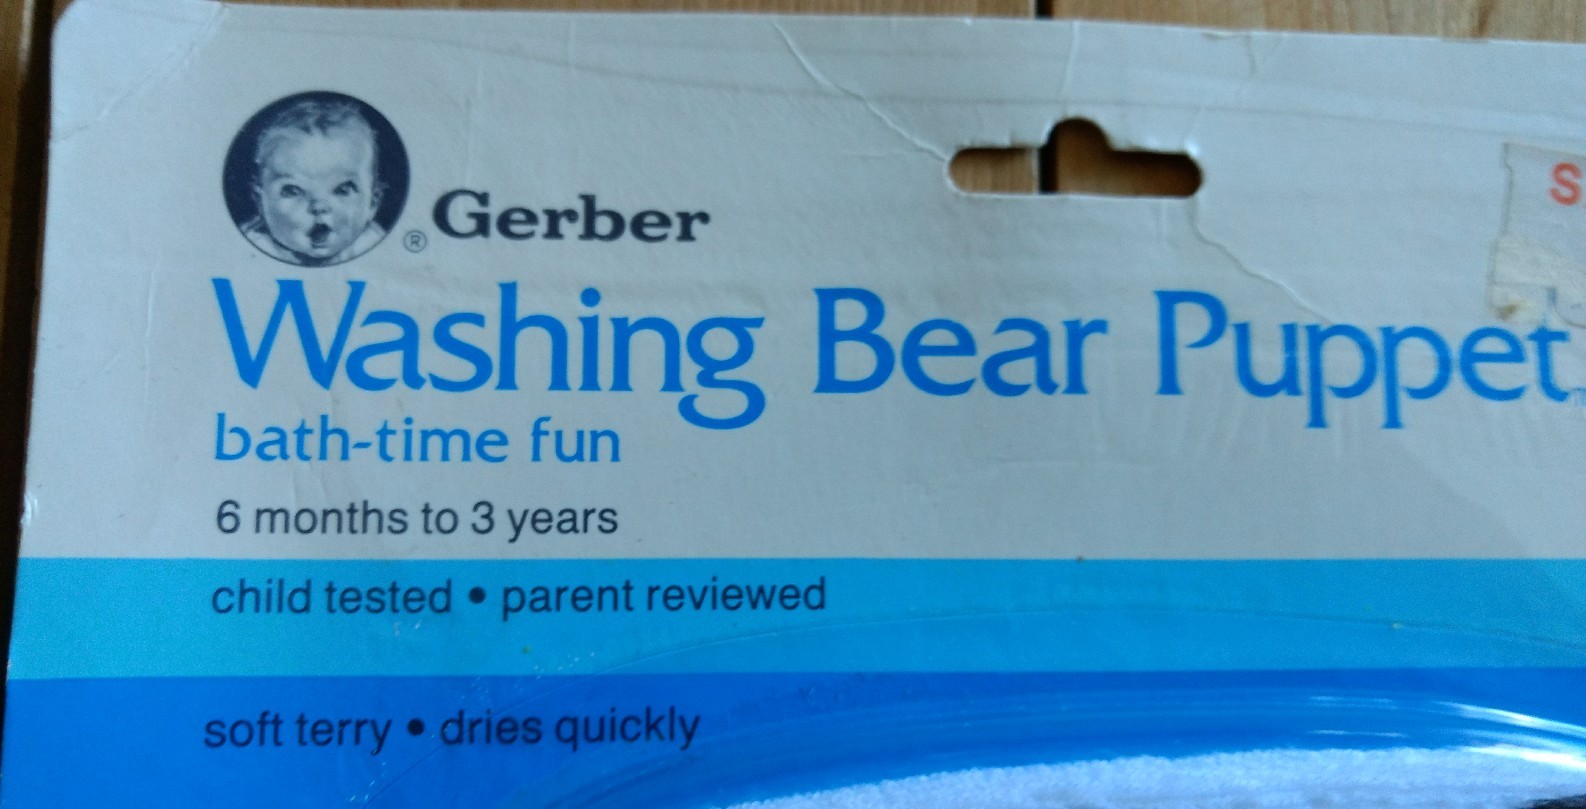 ® Gerber
Washing Bear Puppet
bath-time fun
6 months to 3 years
child tested • parent reviewed
soft terry • dries quickly